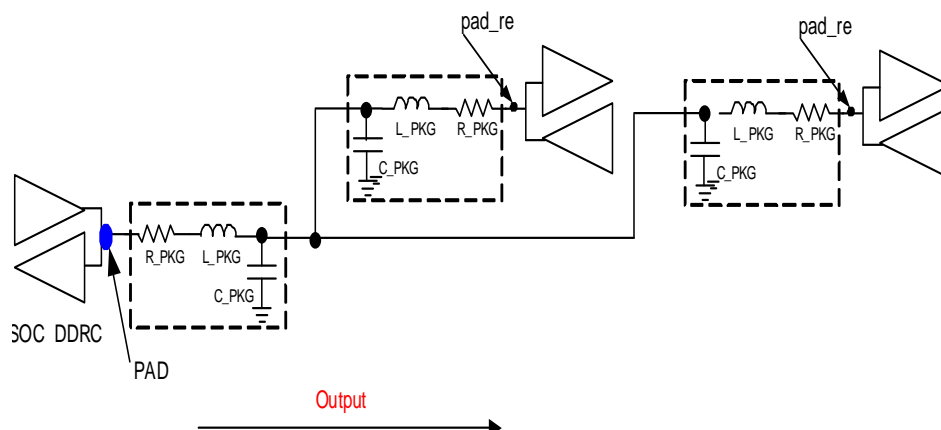 pad_re
pad_re
L_PKG
R_PKG
C_PKG
L_PKG
R_PKG
C_PKG
R_PKG
L_PKG
C_PKG
SOC DDRC
PAD
Output